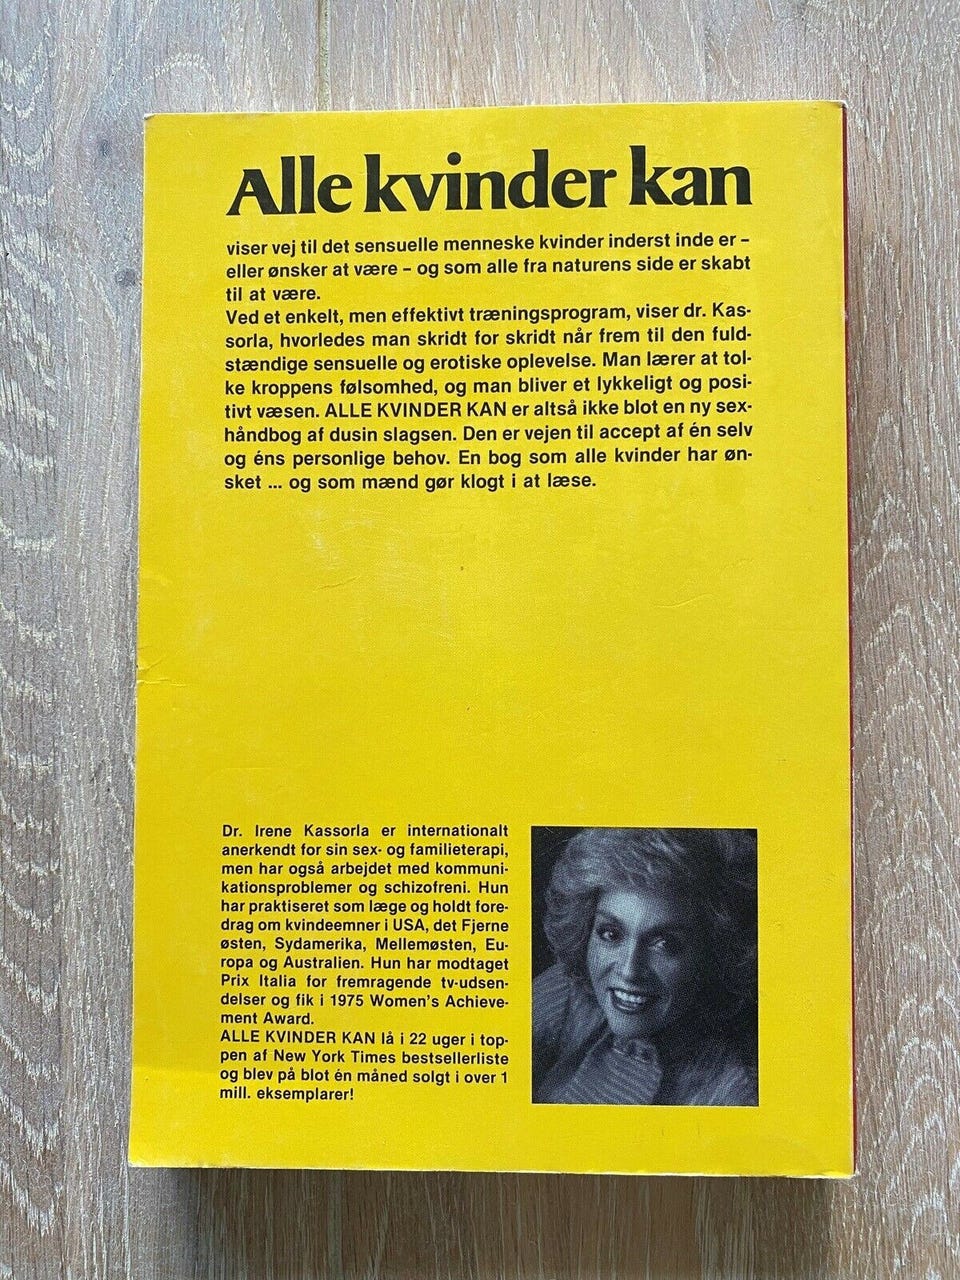 Alle kvinder kan
viser vej til det sensuelle menneske kvinder inderst inde er –
eller ønsker at være – og som alle fra naturens side er skabt
til at være.
Ved et enkelt, men effektivt træningsprogram, viser dr. Kas-
sorla, hvorledes man skridt for skridt når frem til den fuld-
stændige sensuelle og erotiske oplevelse. Man lærer at tol-
ke kroppens følsomhed, og man bliver et lykkeligt og posi-
tivt væsen. ALLE KVINDER KAN er altså ikke blot en ny sex-
håndbog af dusin slagsen. Den er vejen til accept af én selv
og éns personlige behov. En bog som alle kvinder har øn-
sket ... og som mænd gør klogt i at læse.
Dr. Irene Kassorla er internationalt
anerkendt for sin sex- og familieterapi,
men har også arbejdet med kommuni-
kationsproblemer og schizofreni. Hun
har praktiseret som læge og holdt fore-
drag om kvindeemner i USA, det Fjerne
østen, Sydamerika, Mellemøsten, Eu-
ropa og Australien. Hun har modtaget
Prix Italia for fremragende tv-udsen-
delser og fik i 1975 Women's Achieve-
ment Award.
ALLE KVINDER KAN lå i 22 uger i top-
pen af New York Times bestsellerliste
og blev på blot én måned solgt i over 1
mill. eksemplarer!